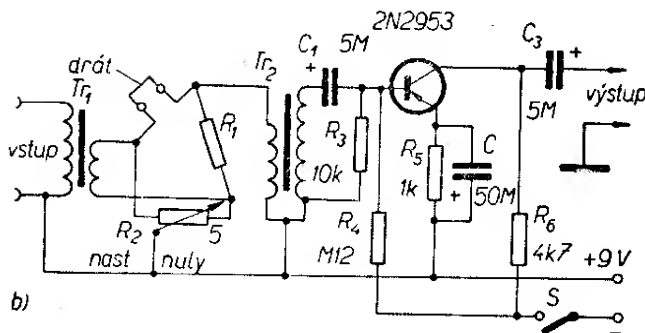 2N2953
drát
Tr1
Tr2
C1
+
5M
C3
+
vstup
R1
R3
10k
R5
1k
C
+
50M
5M
výstup
R2
5
R4
M12
R6
4k7
nast nuly
+9V
S
b)